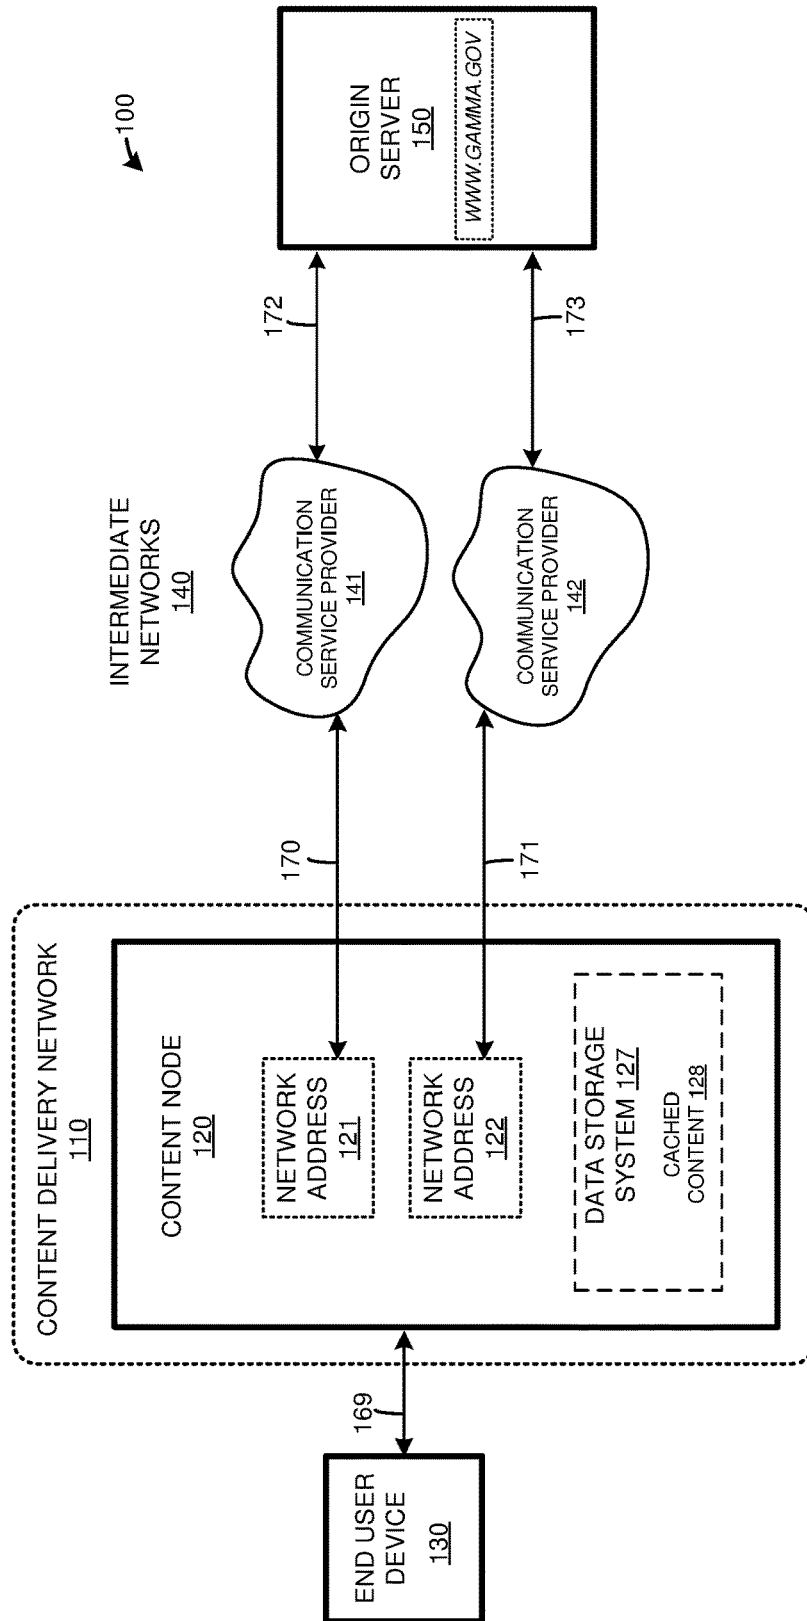 100
CONTENT DELIVERY NETWORK
110
CONTENT NODE
120
NETWORK
ADDRESS
121
NETWORK
ADDRESS
122
DATA STORAGE
SYSTEM 127
CACHED
CONTENT 128
END USER
DEVICE
130
169
170
171
INTERMEDIATE
NETWORKS
140
COMMUNICATION
SERVICE PROVIDER
141
COMMUNICATION
SERVICE PROVIDER
142
172
173
ORIGIN
SERVER
150
WWW.GAMMA.GOV